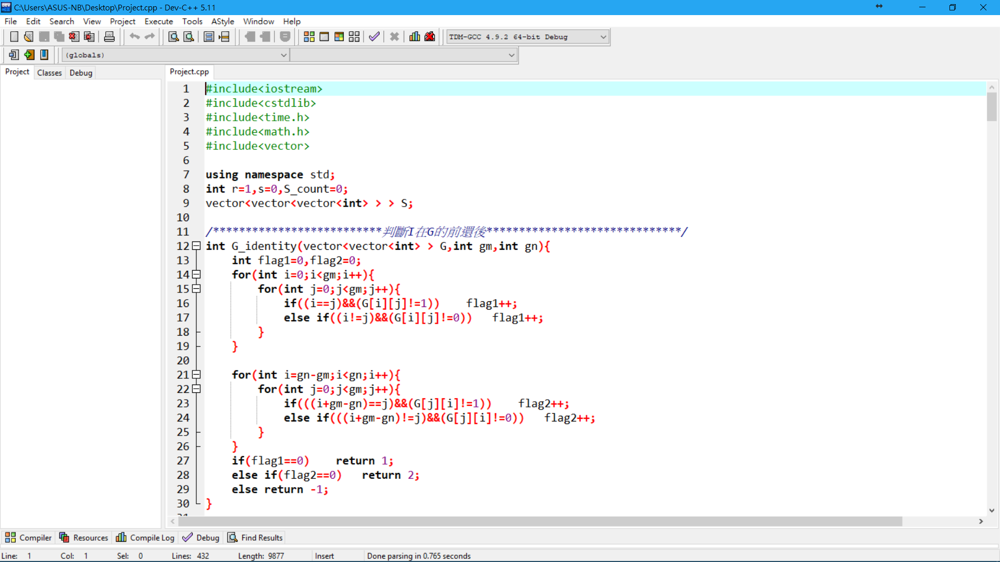 C:\Users\ASUS-NB\Desktop\Project.cpp - Dev-C++ 5.11
File Edit Search View Project Execute Tools AStyle Window Help
TDM-GCC 4.9.2 64-bit Debug
(globals)
Project Classes Debug
Project.cpp
1 #include<iostream>
2 #include<cstdlib>
3 #include<time.h>
4 #include<math.h>
5 #include<vector>
6
7 using namespace std;
8 int r=1,s=0,S_count=0;
9 vector<vector<vector<int> > > S;
10
11 /**************************判斷I在G的前還後******************************/
12 int G_identity(vector<vector<int> > G,int gm,int gn){
13     int flag1=0,flag2=0;
14     for(int i=0;i<gm;i++){
15         for(int j=0;j<gm;j++){
16             if((i==j)&&(G[i][j]!=1))    flag1++;
17             else if((i!=j)&&(G[i][j]!=0))   flag1++;
18         }
19     }
20
21     for(int i=gn-gm;i<gn;i++){
22         for(int j=0;j<gm;j++){
23             if(((i+gm-gn)==j)&&(G[j][i]!=1))    flag2++;
24             else if(((i+gm-gn)!=j)&&(G[j][i]!=0))   flag2++;
25         }
26     }
27     if(flag1==0)    return 1;
28     else if(flag2==0)   return 2;
29     else return -1;
30 }
Compiler Resources Compile Log Debug Find Results
Line: 1 Col: 1 Sel: 0 Lines: 432 Length: 9877 Insert Done parsing in 0.765 seconds